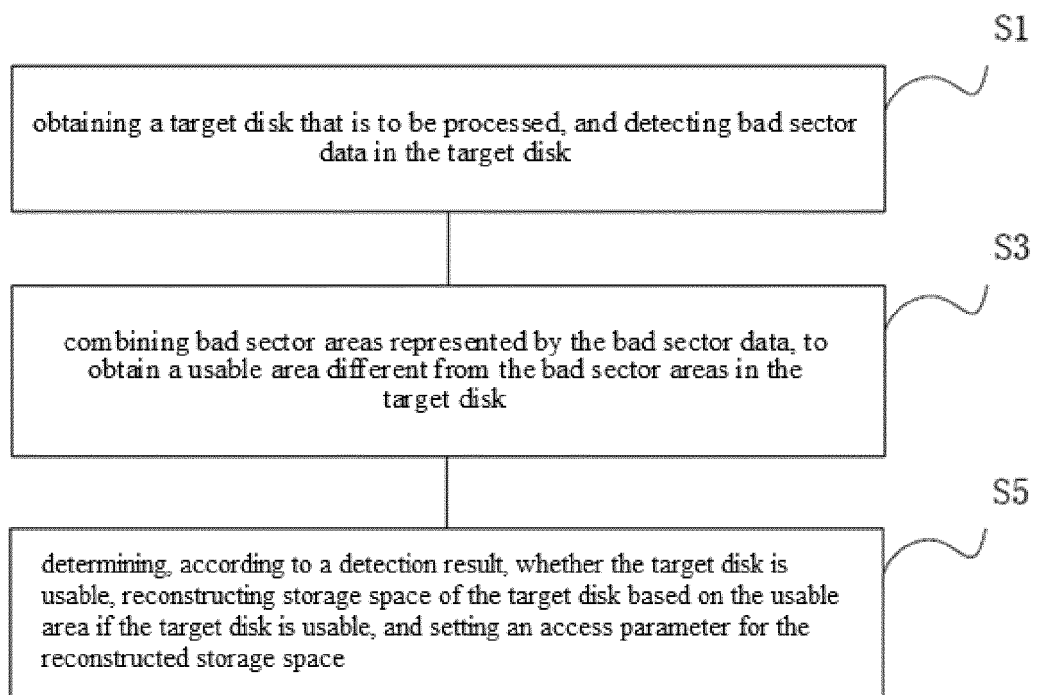 S1
obtaining a target disk that is to be processed, and detecting bad sector
data in the target disk
S3
combining bad sector areas represented by the bad sector data, to
obtain a usable area different from the bad sector areas in the
target disk
S5
determining, according to a detection result, whether the target disk is
usable, reconstructing storage space of the target disk based on the usable
area if the target disk is usable, and setting an access parameter for the
reconstructed storage space